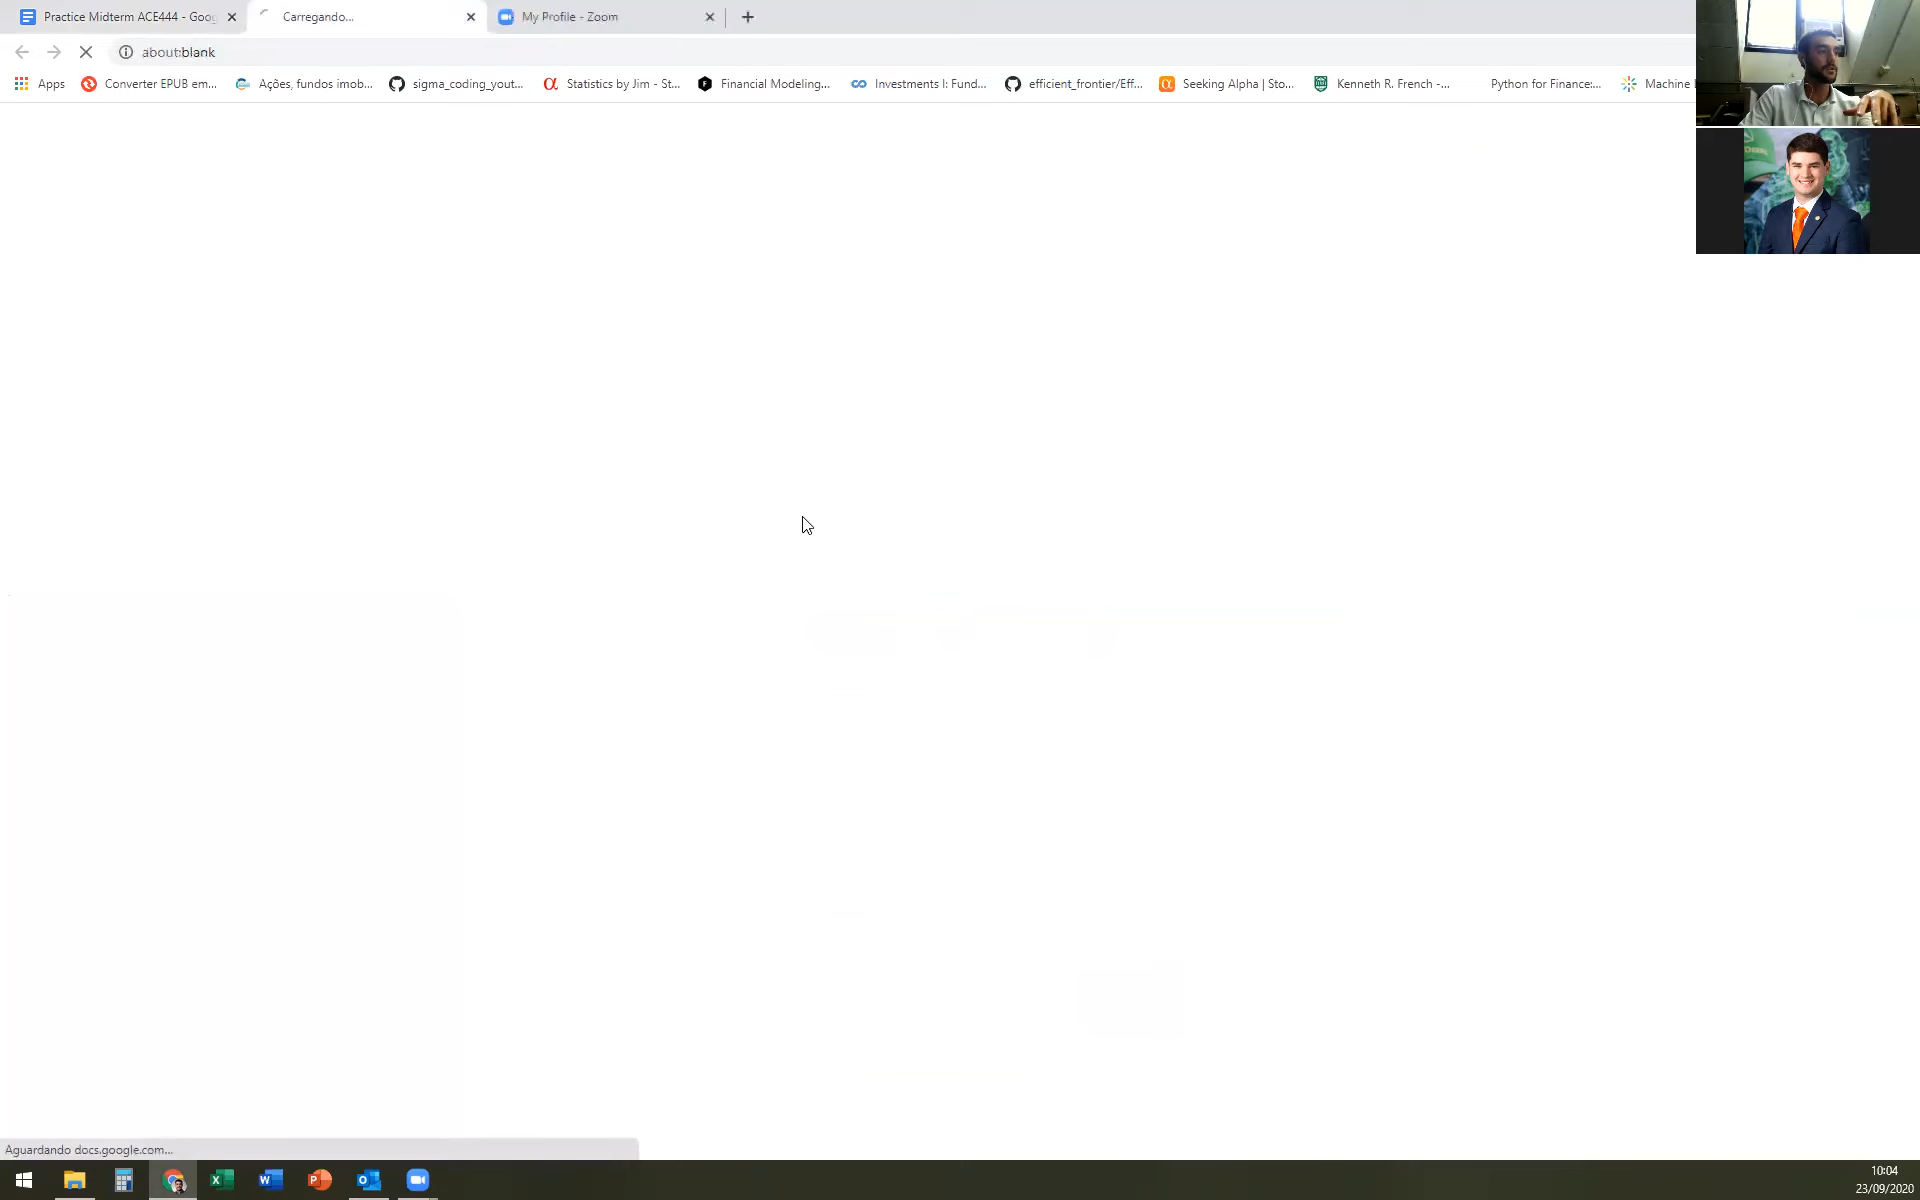 Practice Midterm ACE444 - Goog
Carregando...
My Profile - Zoom
about:blank
Apps
Converter EPUB em...
Ações, fundos imob...
sigma_coding_yout...
Statistics by Jim - St...
Financial Modeling...
Investments I: Fund...
efficient_frontier/Eff...
Seeking Alpha | Sto...
Kenneth R. French -...
Python for Finance:...
Machine
Aguardando docs.google.com...
10:04
23/09/2020